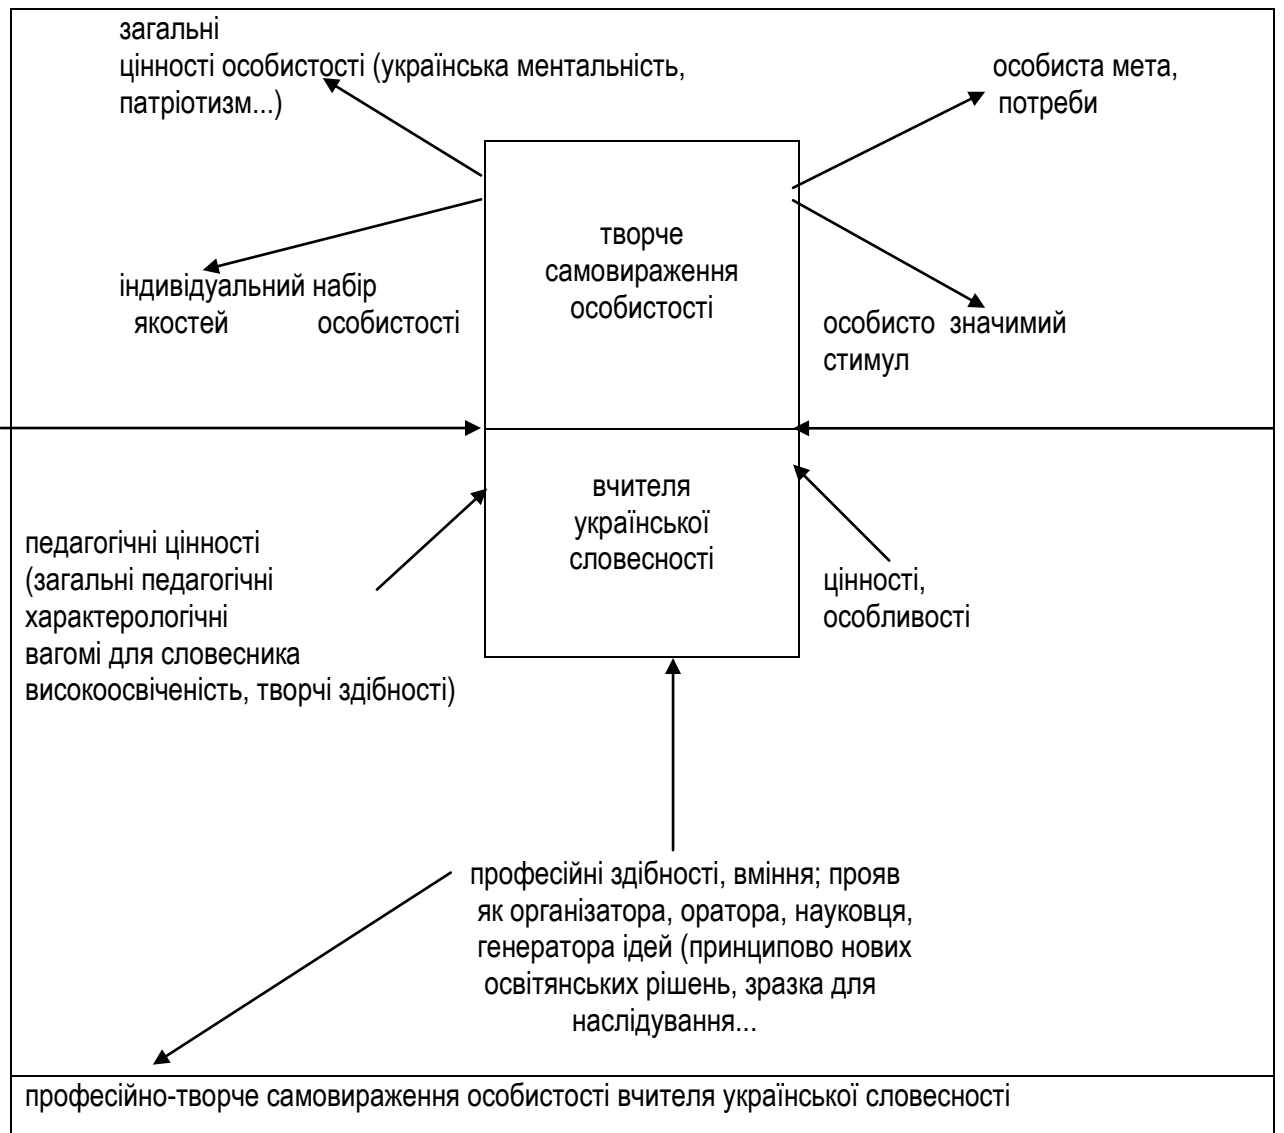 загальні
цінності особистості (українська ментальність,
патріотизм...)
особиста мета,
потреби
творче
самовираження
особистості
індивідуальний набір
якостей особистості
особисто значимий
стимул
вчителя
української
словесності
педагогічні цінності
(загальні педагогічні
характерологічні
вагомі для словесника
високоосвіченість, творчі здібності)
цінності,
особливості
професійні здібності, вміння; прояв
як організатора, оратора, науковця,
генератора ідей (принципово нових
освітянських рішень, зразка для
наслідування...
професійно-творче самовираження особистості вчителя української словесності